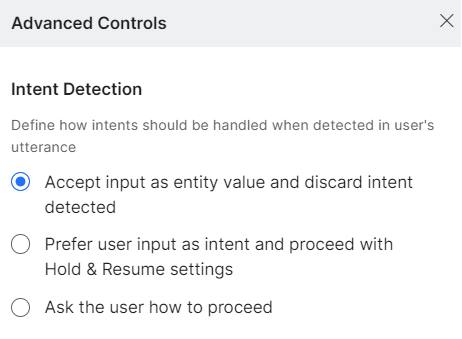 Advanced Controls
Intent Detection
Define how intents should be handled when detected in user's
utterance
Accept input as entity value and discard intent
detected
Prefer user input as intent and proceed with
Hold & Resume settings
Ask the user how to proceed